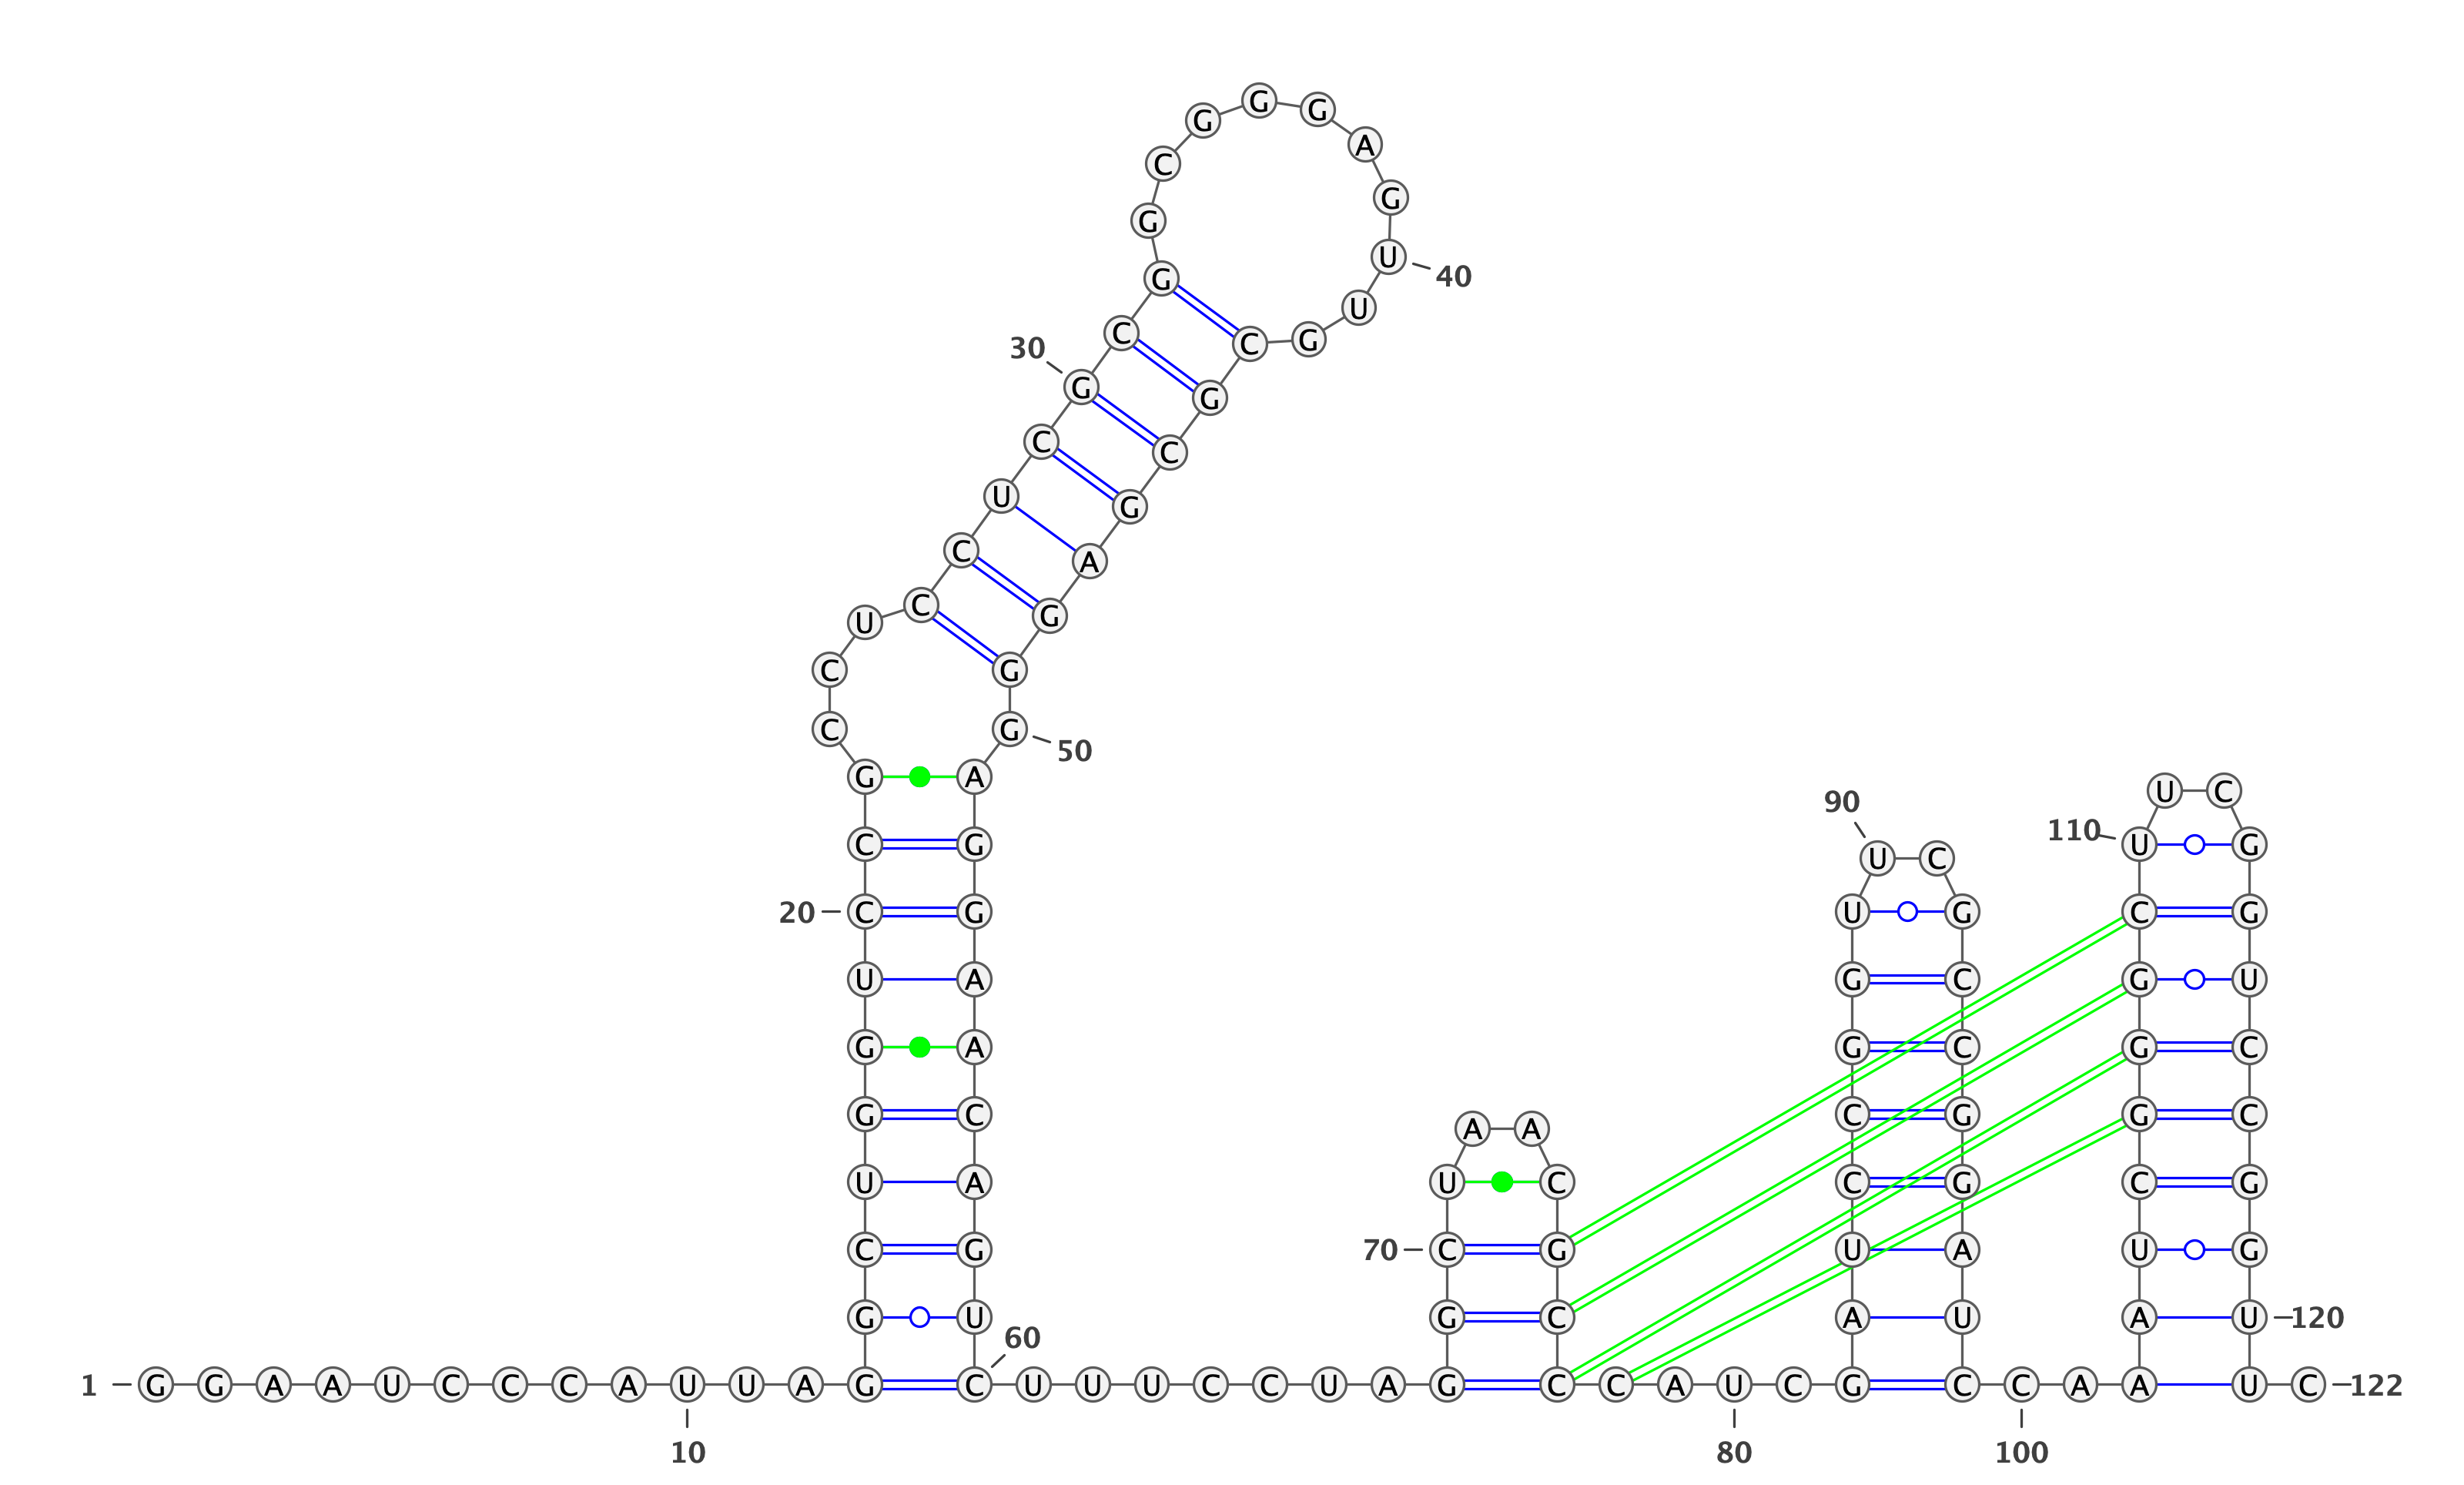 G G G
A
C
G
G
U 40
G
U
30 C C G
G G
C C
U G
C A
C G
U
C G
C G 50
G A U C
90 110 U G
C G U C
20 C G U G C G
U A G C G U
G A G C G C
G C C G G C
A A
U A U C C G C G
C G 70 C G U A U G
G U 60 G C A U A U 120
1 G G A A U C C C A U U A G C U U U C C U A G C C A U C G C C A A A U C 122
10 80 100